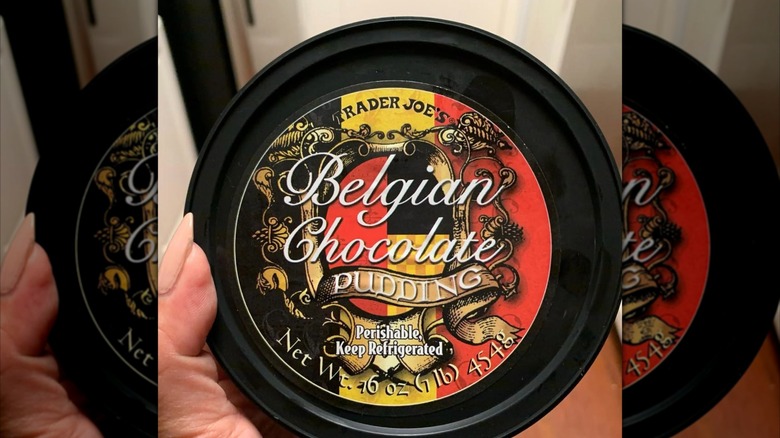 TRADER JOE'S
Belgian
Chocolate
PUDDING
Perishable
Keep Refrigerated
Net Wt. 16 oz (1 lb) 454g